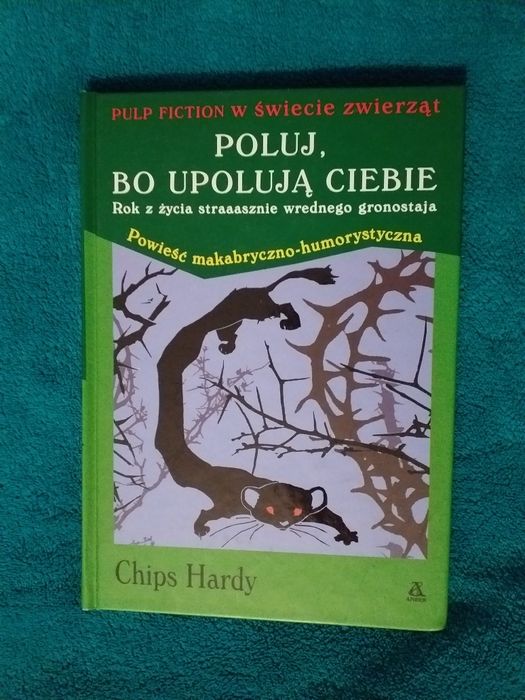 PULP FICTION w świecie zwierząt
POLUJ,
BO UPOLUJĄ CIEBIE
Rok z życia straaasznie wrednego gronostaja
Powieść makabryczno-humorystyczna
Chips Hardy
AMBER